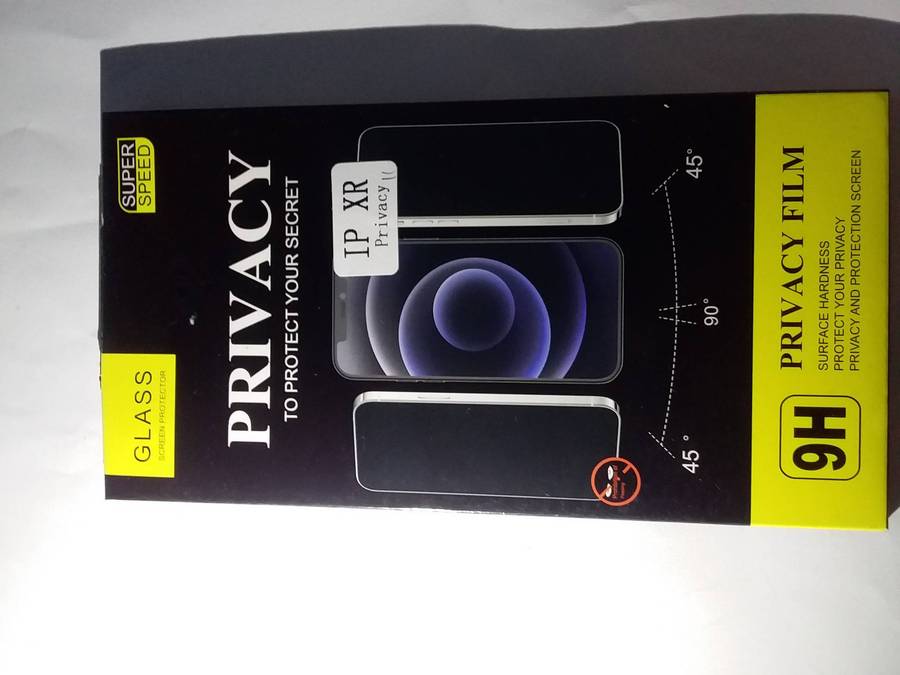 GLASS
SCREEN PROTECTOR
SUPER
SPEED
PRIVACY
TO PROTECT YOUR SECRET
IP XR
Privacy
45°
90°
45°
9H
PRIVACY FILM
SURFACE HARDNESS
PROTECT YOUR PRIVACY
PRIVACY AND PROTECTION SCREEN